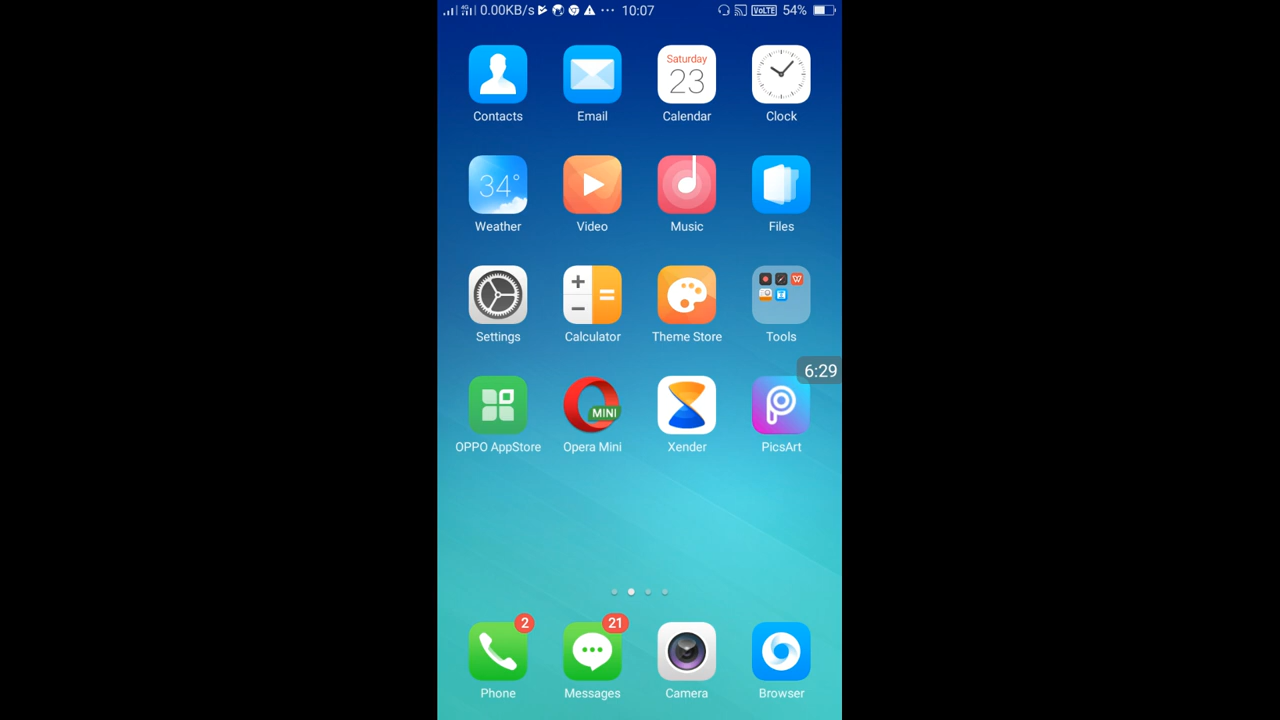 0.00KB/s 10:07 VoLTE 54%
Saturday
23
Contacts Email Calendar Clock
34°
Weather Video Music Files
Settings Calculator Theme Store Tools
6:29
MINI
OPPO AppStore Opera Mini Xender PicsArt
2 21
Phone Messages Camera Browser